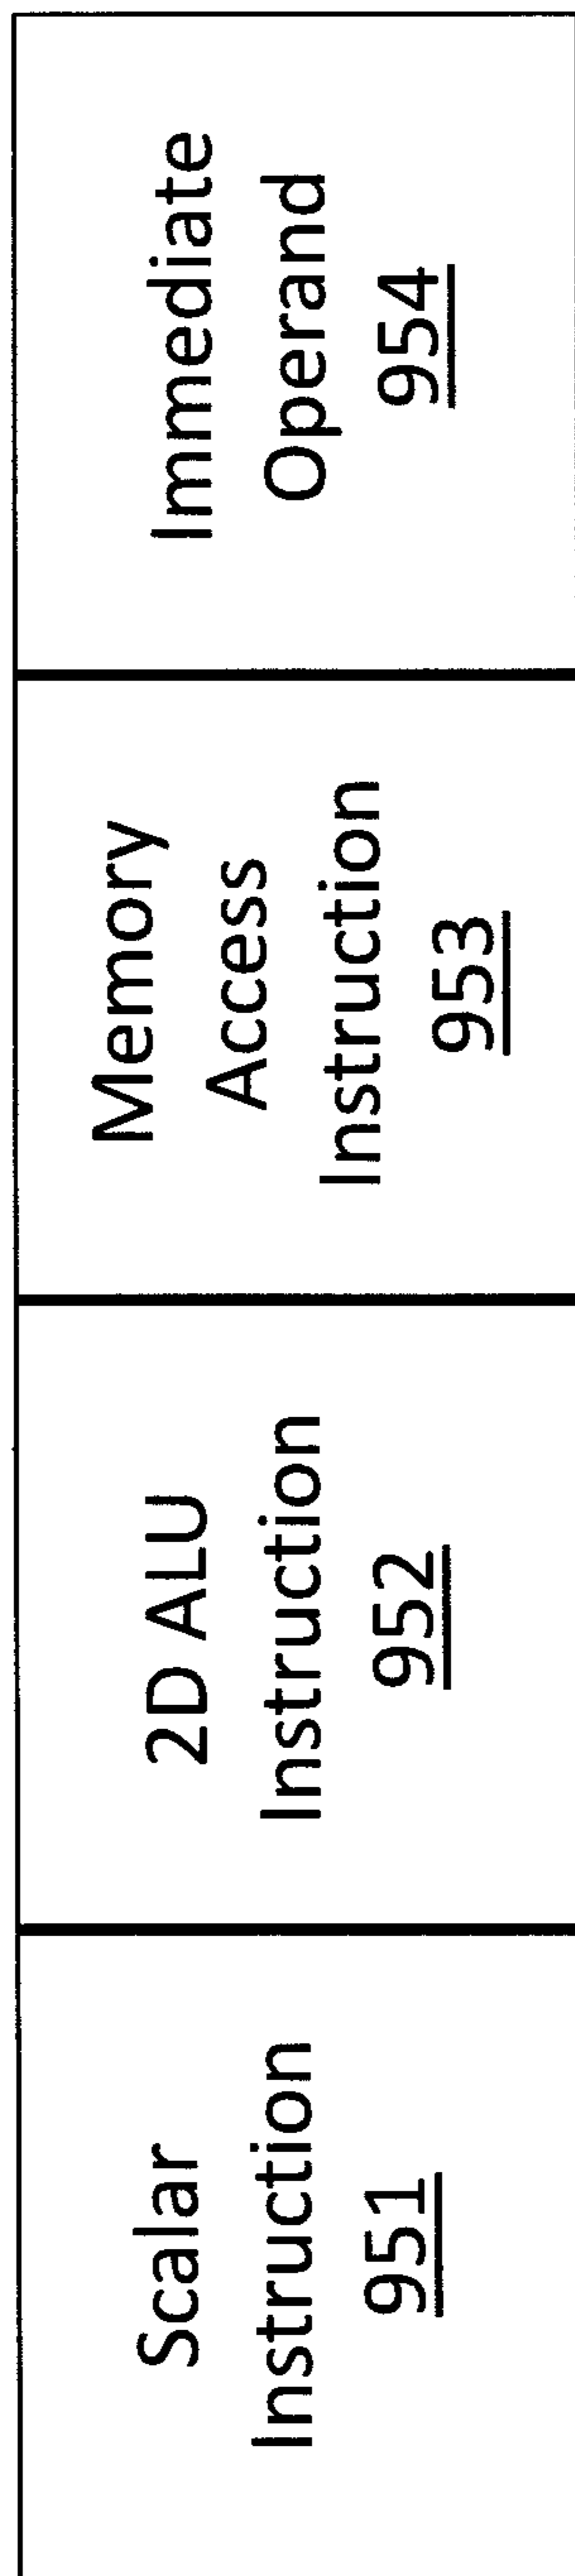 Scalar
Instruction
951
2D ALU
Instruction
952
Memory
Access
Instruction
953
Immediate
Operand
954